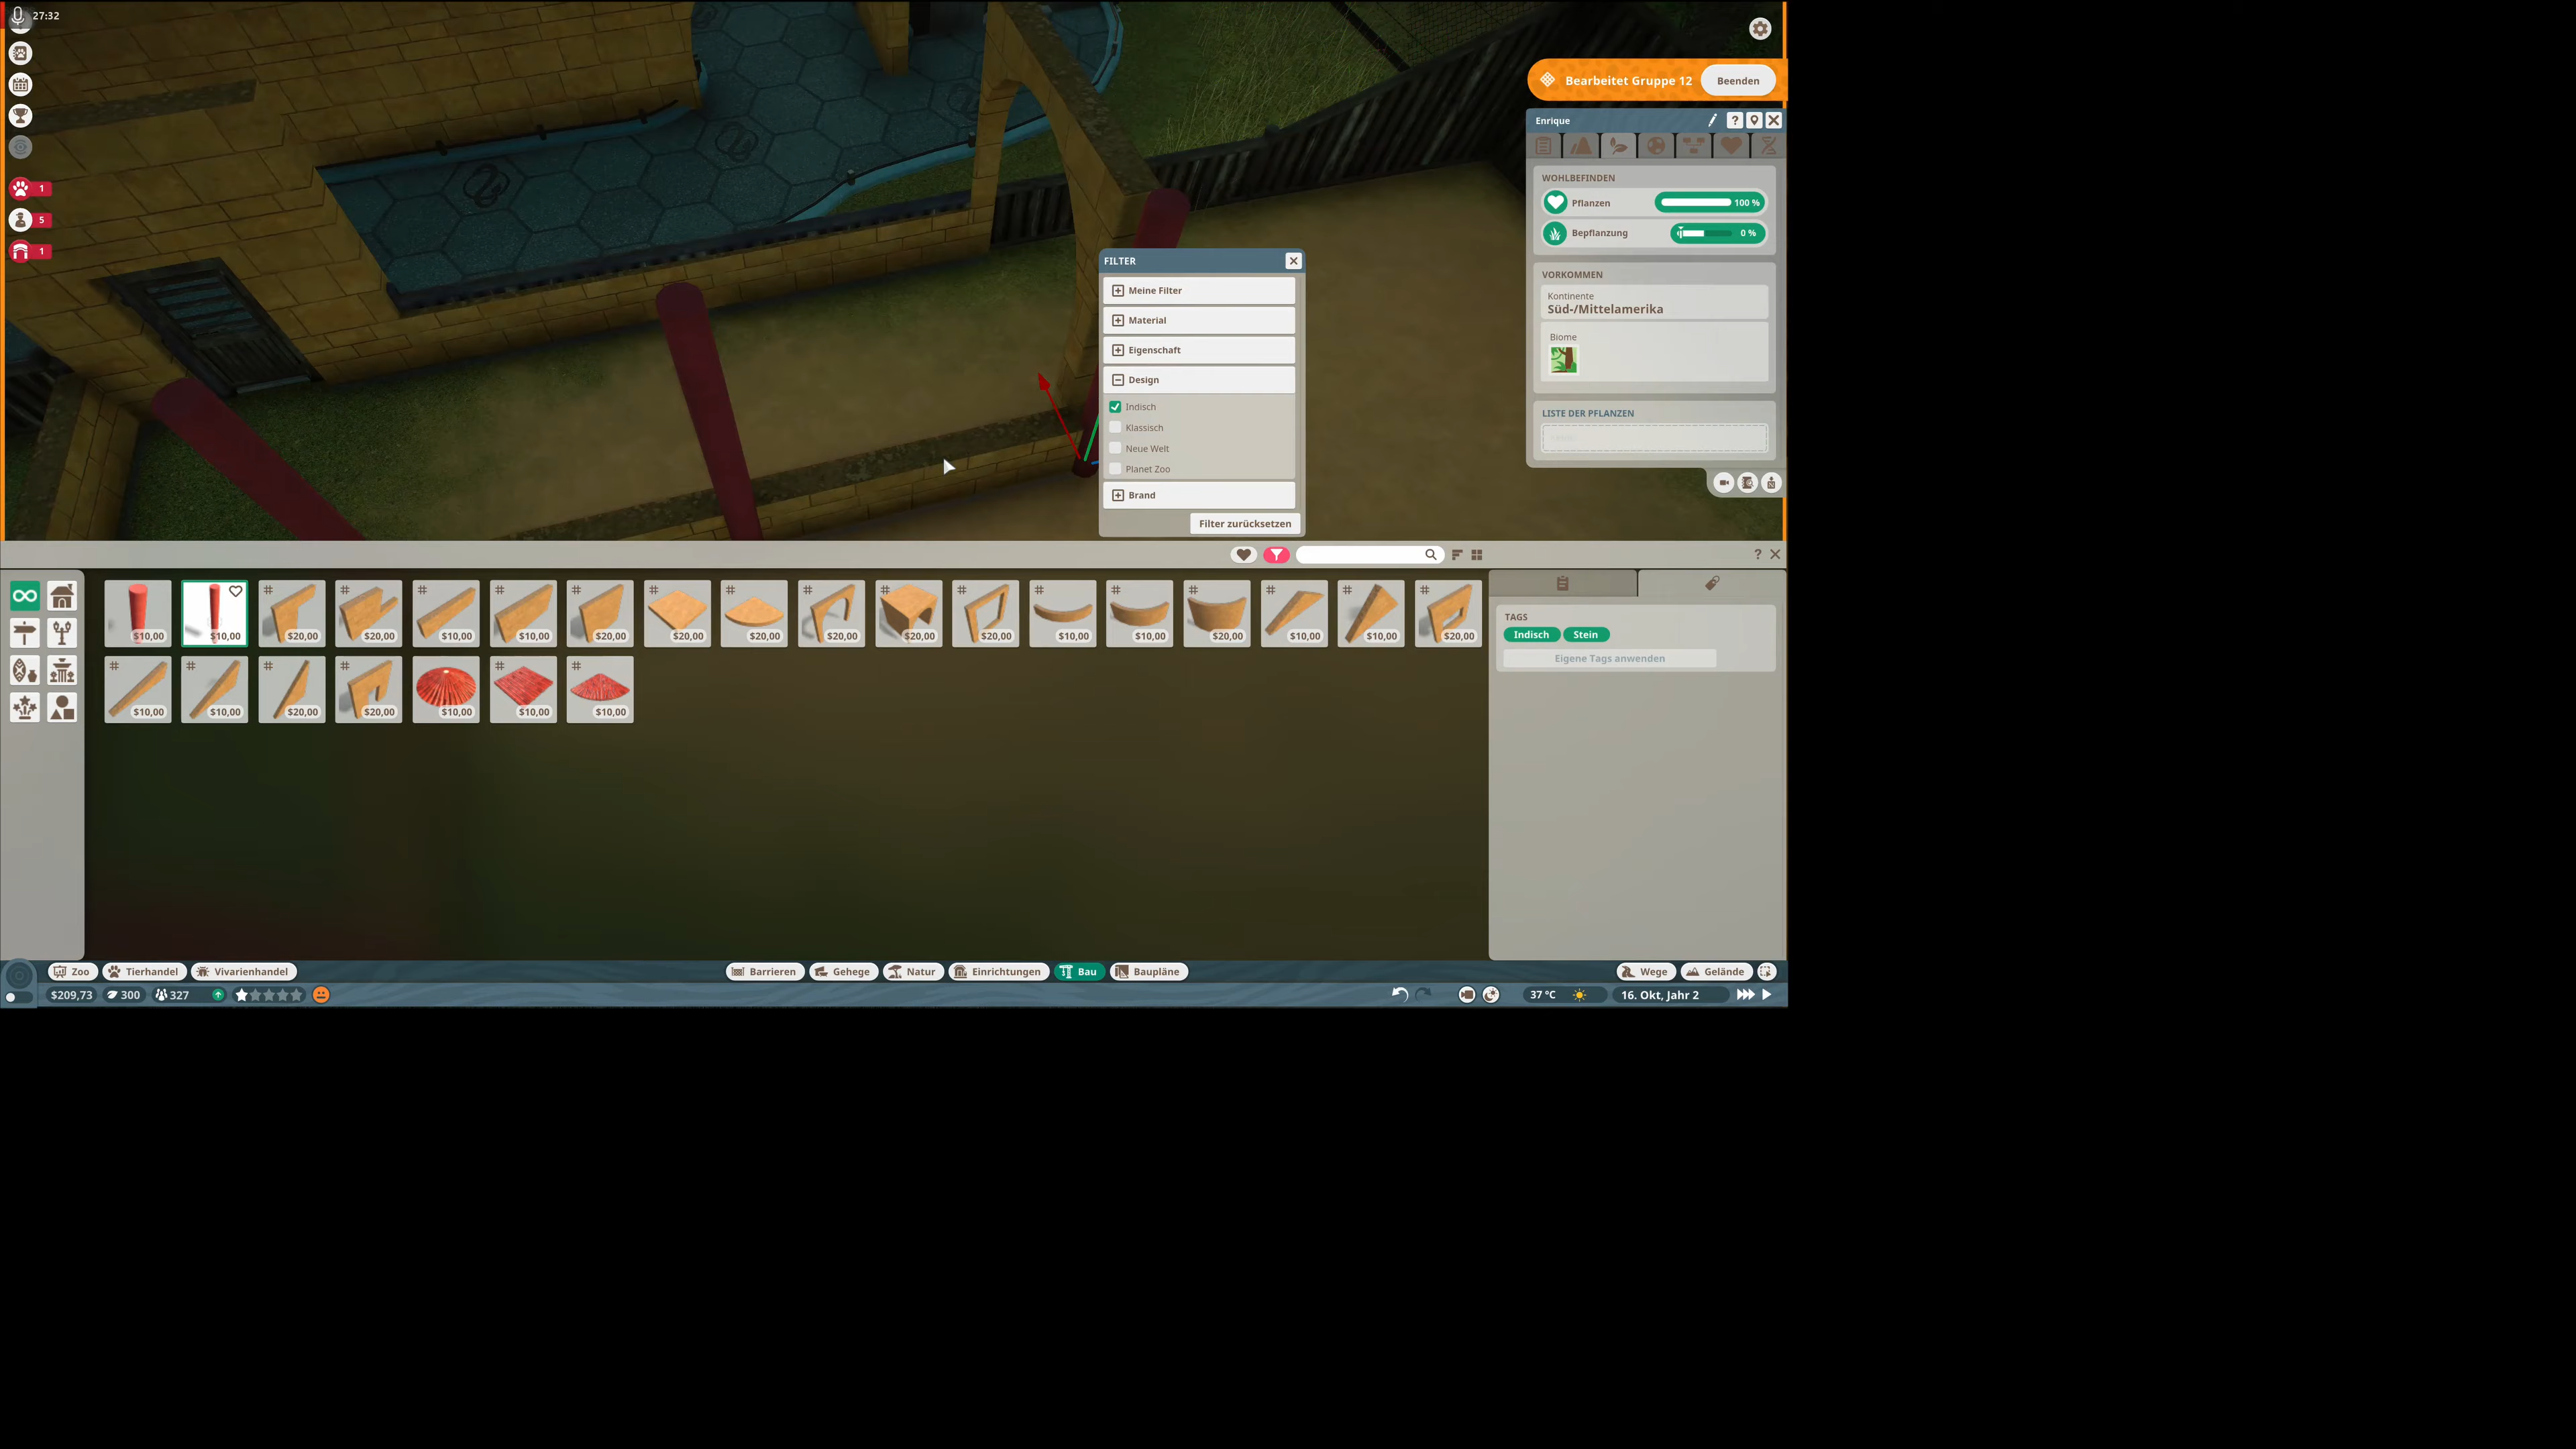 27:32
Bearbeitet Gruppe 12 Beenden
Enrique
1
5
1
WOHLBEFINDEN
Pflanzen 100 %
Bepflanzung 0 %
VORKOMMEN
Kontinente
Süd-/Mittelamerika
Biome
LISTE DER PFLANZEN
FILTER
Meine Filter
Material
Eigenschaft
Design
Indisch
Klassisch
Neue Welt
Planet Zoo
Brand
Filter zurücksetzen
$10,00 $10,00 $20,00 $20,00 $10,00 $10,00 $20,00 $20,00 $20,00 $20,00 $20,00 $20,00 $10,00 $10,00 $20,00 $10,00 $10,00 $20,00
$10,00 $10,00 $20,00 $20,00 $10,00 $10,00 $10,00
TAGS
Indisch Stein
Eigene Tags anwenden
Zoo Tierhandel Vivarienhandel Barrieren Gehege Natur Einrichtungen Bau Baupläne Wege Gelände
$209,73 300 327 37 °C 16. Okt, Jahr 2